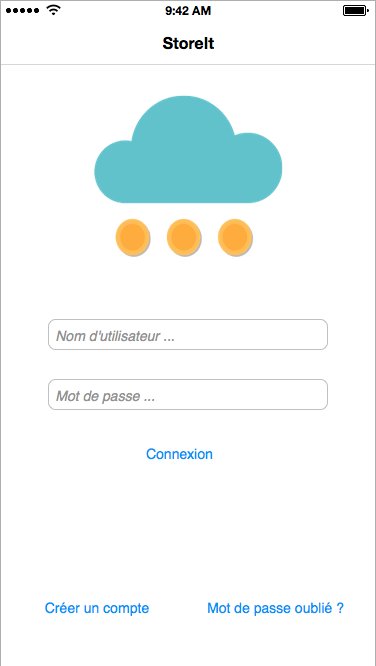 9:42 AM
StoreIt
Nom d'utilisateur ...
Mot de passe ...
Connexion
Créer un compte
Mot de passe oublié ?